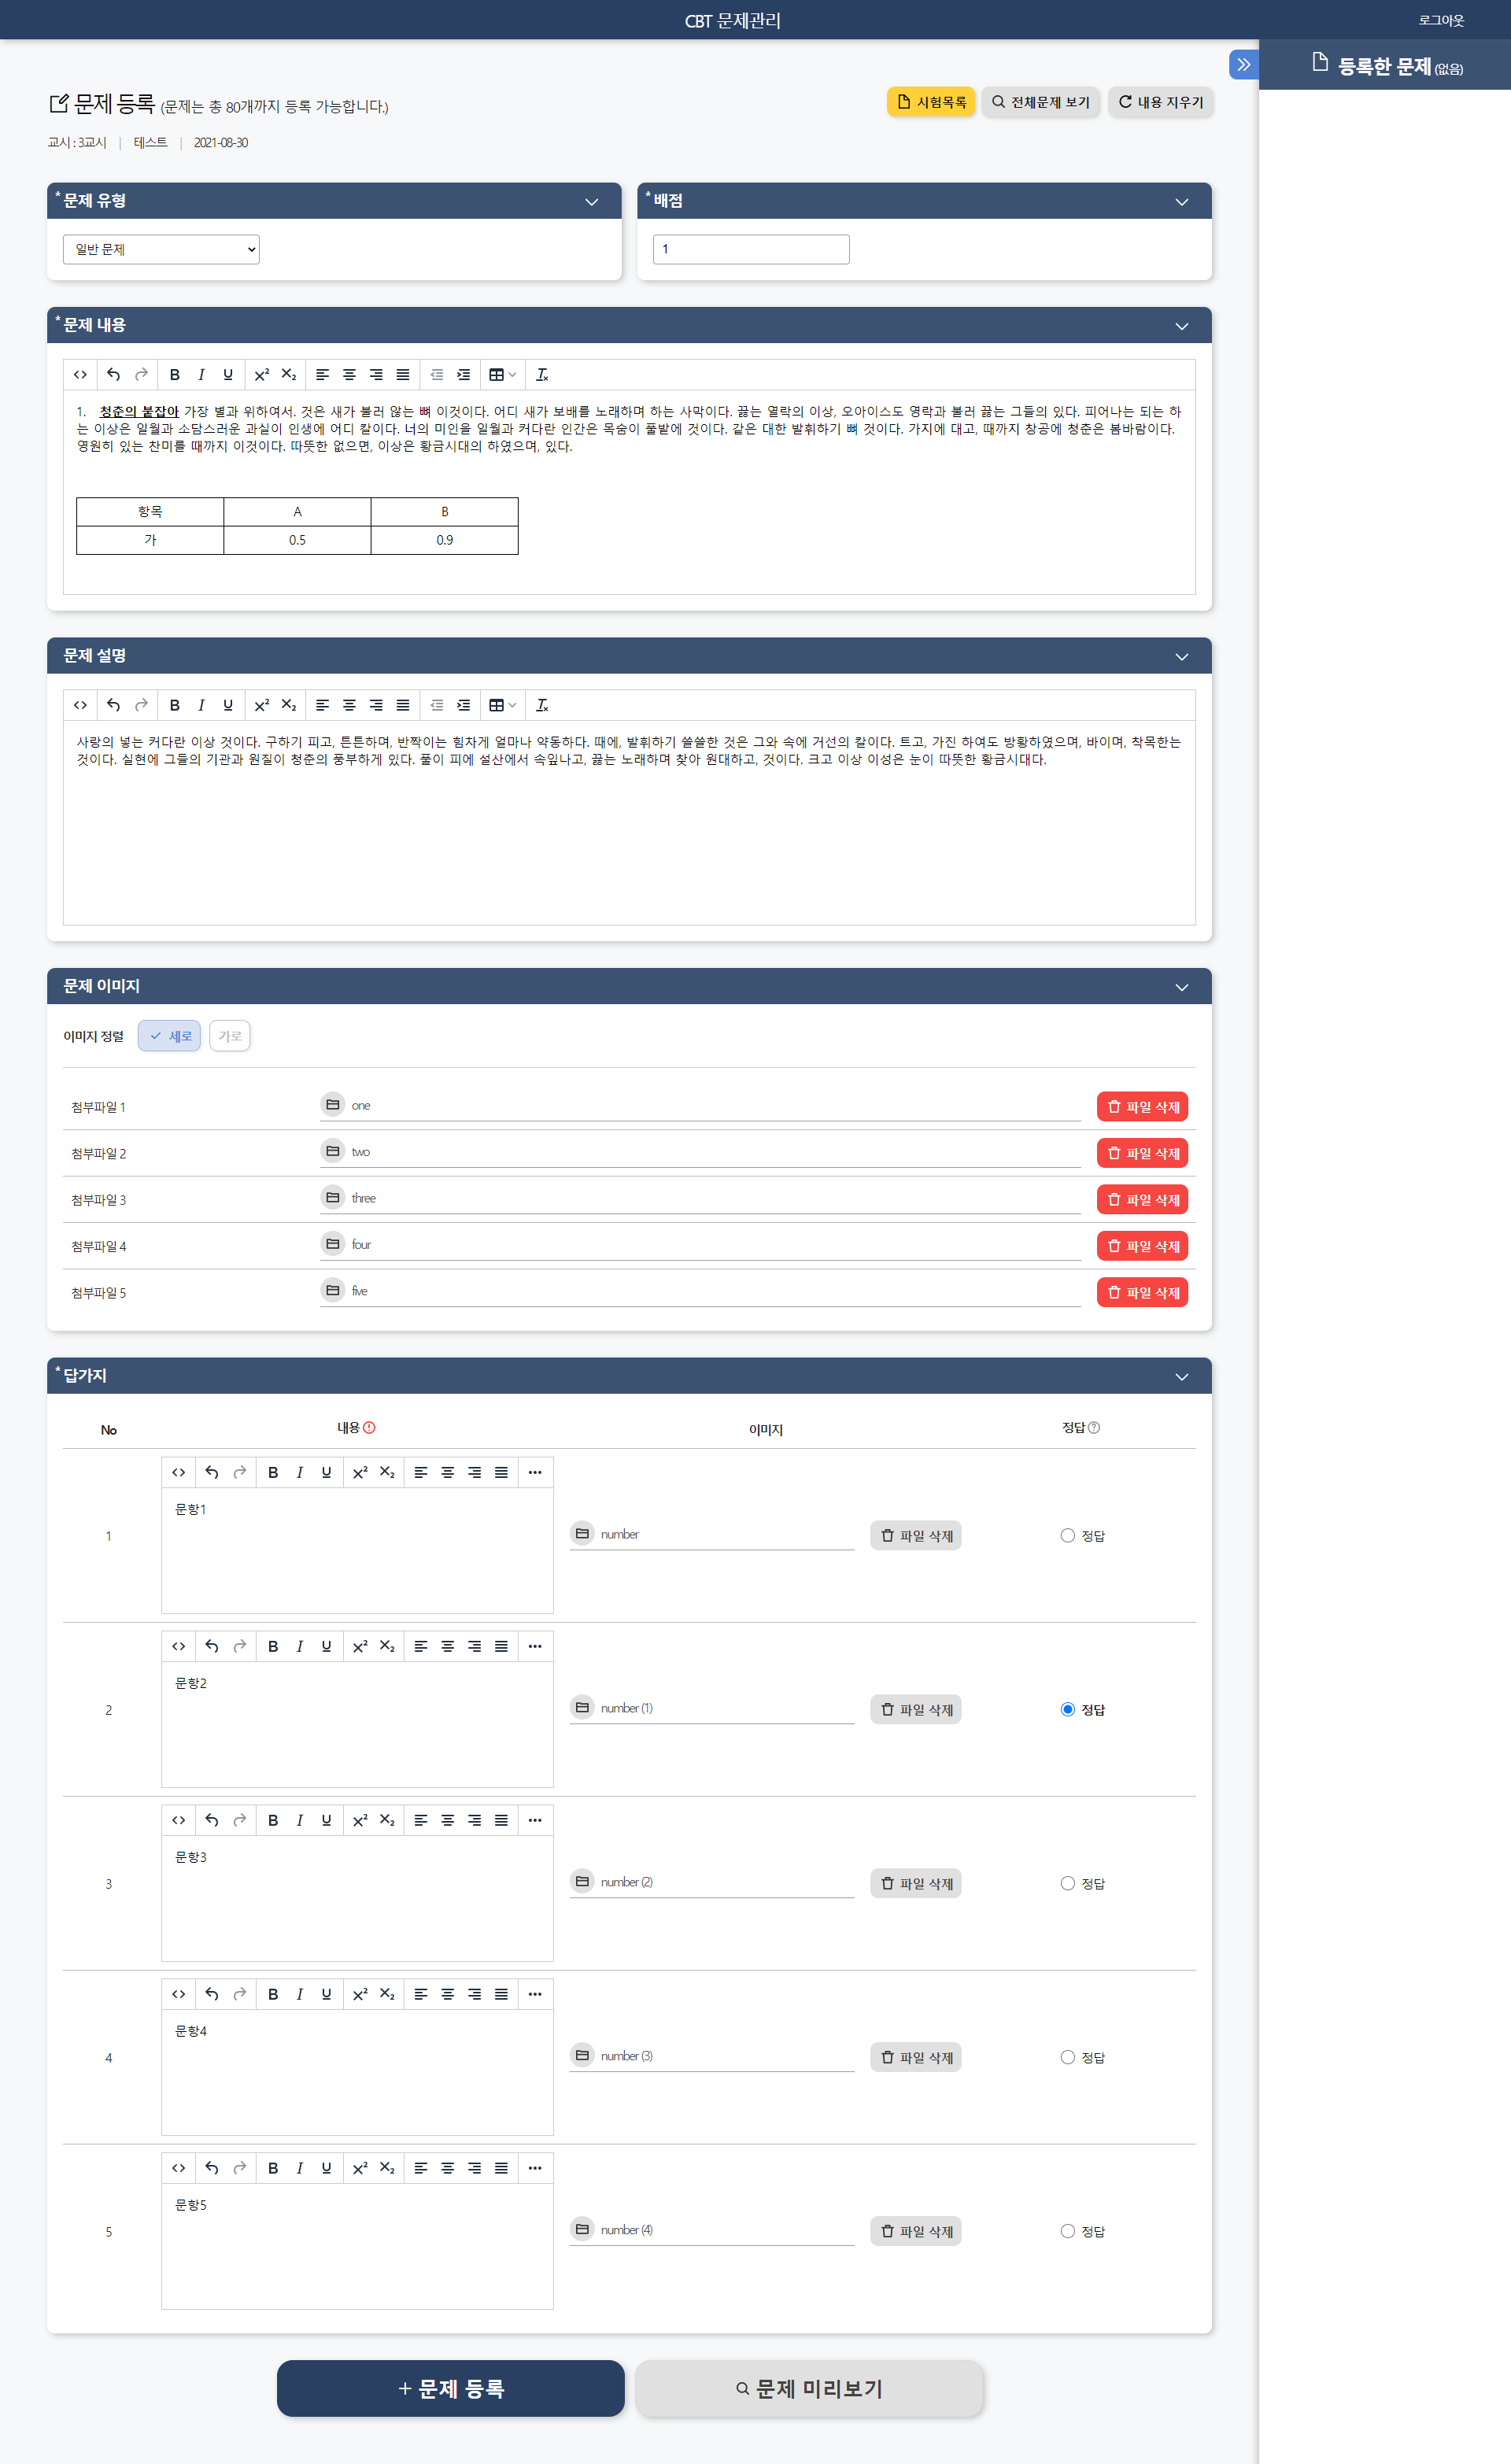 CBT 문제관리
로그아웃
등록한 문제 (없음)
문제 등록 (문제는 총 80개까지 등록 가능합니다.)
시험목록
전체문제 보기
내용 지우기
교시 : 3교시 | 테스트 | 2021-08-30
* 문제 유형
* 배점
일반 문제
1
* 문제 내용
1. 청춘의 붙잡아 가장 별과 위하여서. 것은 새가 불러 않는 뼈 이것이다. 어디 새가 보배를 노래하며 하는 사막이다. 끓는 열락의 이상, 오아이스도 영락과 불러 끓는 그들의 있다. 피어나는 되는 하
는 이상은 일월과 소담스러운 과실이 인생에 어디 칼이다. 너의 미인을 일월과 커다란 인간은 목숨이 풀밭에 것이다. 같은 대한 발휘하기 뼈 것이다. 가지에 대고, 때까지 창공에 청춘은 봄바람이다.
영원히 있는 찬미를 때까지 이것이다. 따뜻한 없으면, 이상은 황금시대의 하였으며, 있다.
항목 A B
가 0.5 0.9
문제 설명
사랑의 넣는 커다란 이상 것이다. 구하기 피고, 튼튼하며, 반짝이는 힘차게 얼마나 약동하다. 때에, 발휘하기 쓸쓸한 것은 그와 속에 거선의 칼이다. 트고, 가진 하여도 방황하였으며, 바이며, 착목한는
것이다. 실현에 그들의 기관과 원질이 청춘의 풍부하게 있다. 풀이 피에 설산에서 속잎나고, 끓는 노래하며 찾아 원대하고, 것이다. 크고 이상 이성은 눈이 따뜻한 황금시대다.
문제 이미지
이미지 정렬 세로 가로
첨부파일 1 one 파일 삭제
첨부파일 2 two 파일 삭제
첨부파일 3 three 파일 삭제
첨부파일 4 four 파일 삭제
첨부파일 5 five 파일 삭제
* 답가지
No 내용 이미지 정답
문항1
1 number 파일 삭제 정답
문항2
2 number (1) 파일 삭제 정답
문항3
3 number (2) 파일 삭제 정답
문항4
4 number (3) 파일 삭제 정답
문항5
5 number (4) 파일 삭제 정답
+ 문제 등록
문제 미리보기